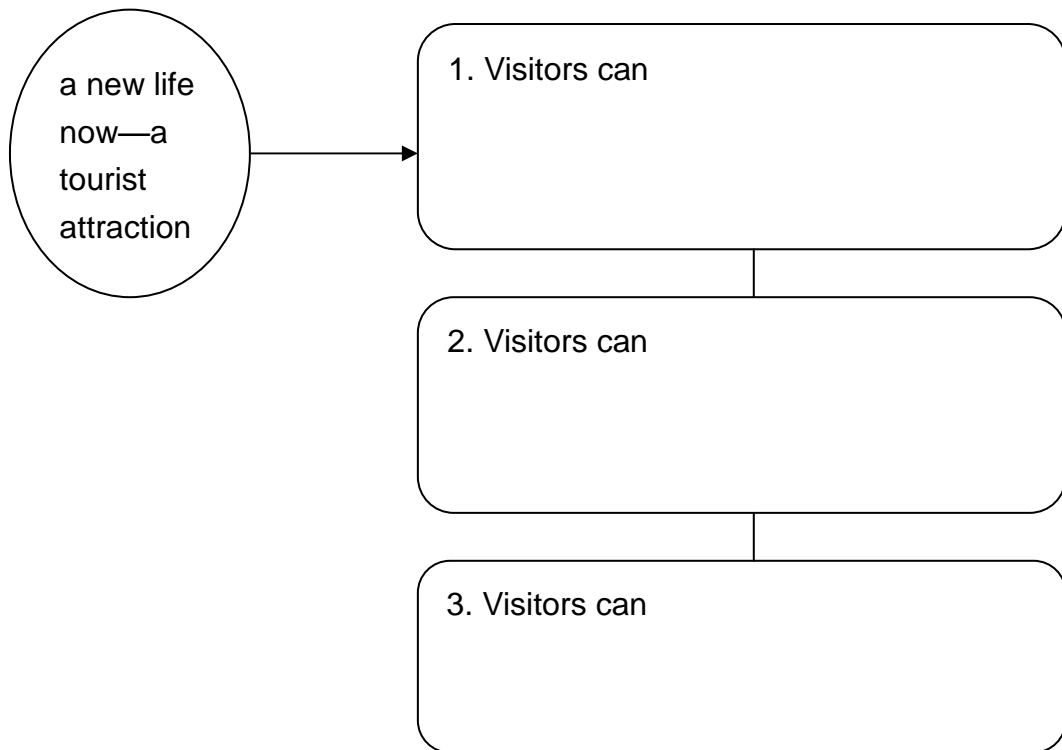 a new life
now—a
tourist
attraction
1. Visitors can
2. Visitors can
3. Visitors can